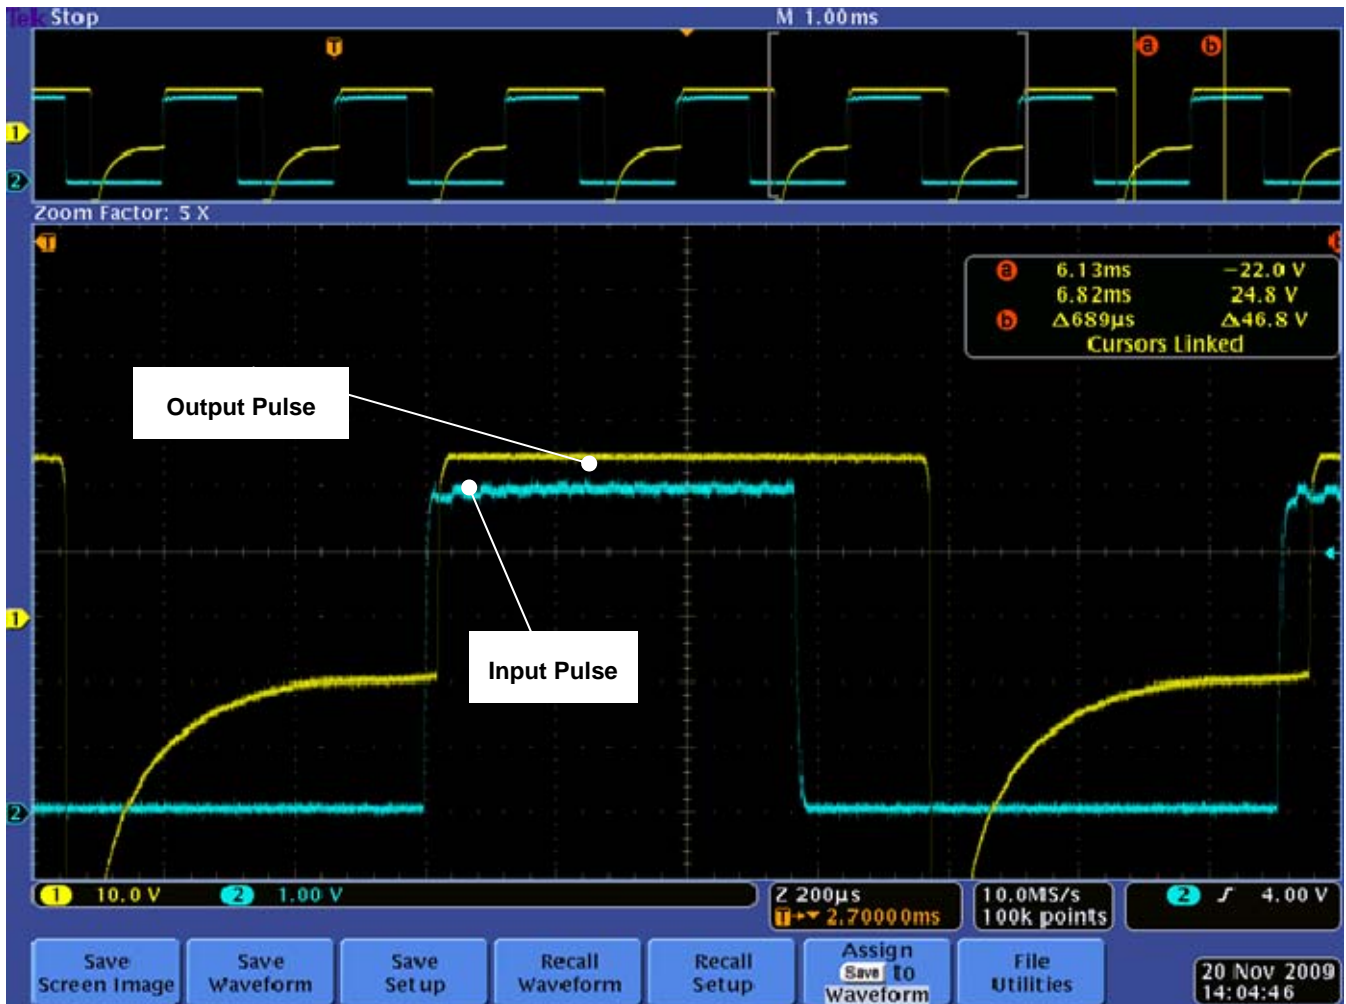 Tek Stop
M 1.00ms
T
a
b
1
2
Zoom Factor: 5 X
T
a 6.13ms −22.0 V
6.82ms 24.8 V
b Δ689µs Δ46.8 V
Cursors Linked
Output Pulse
1
Input Pulse
2
1 10.0 V 2 1.00 V
Z 200µs
T→▼ 2.70000ms
10.0MS/s
100k points
2 ʃ 4.00 V
Save
Screen Image
Save
Waveform
Save
Setup
Recall
Waveform
Recall
Setup
Assign
Save to
Waveform
File
Utilities
20 Nov 2009
14:04:46